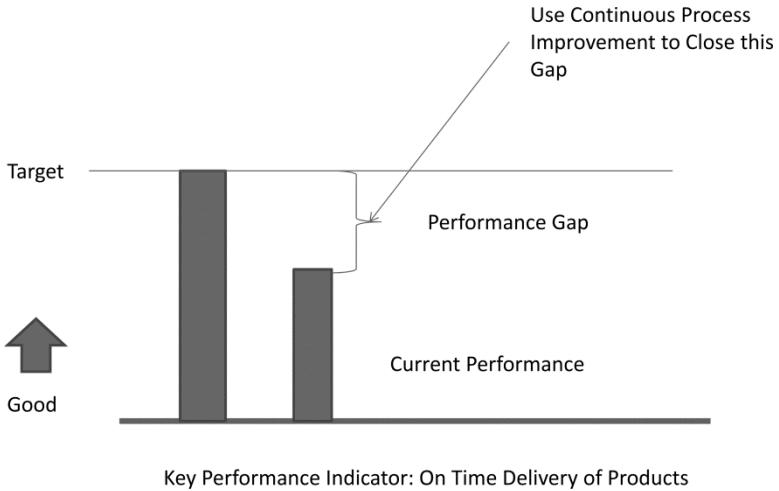 Use Continuous Process
Improvement to Close this
Gap
Target
Performance Gap
Current Performance
Good
Key Performance Indicator: On Time Delivery of Products